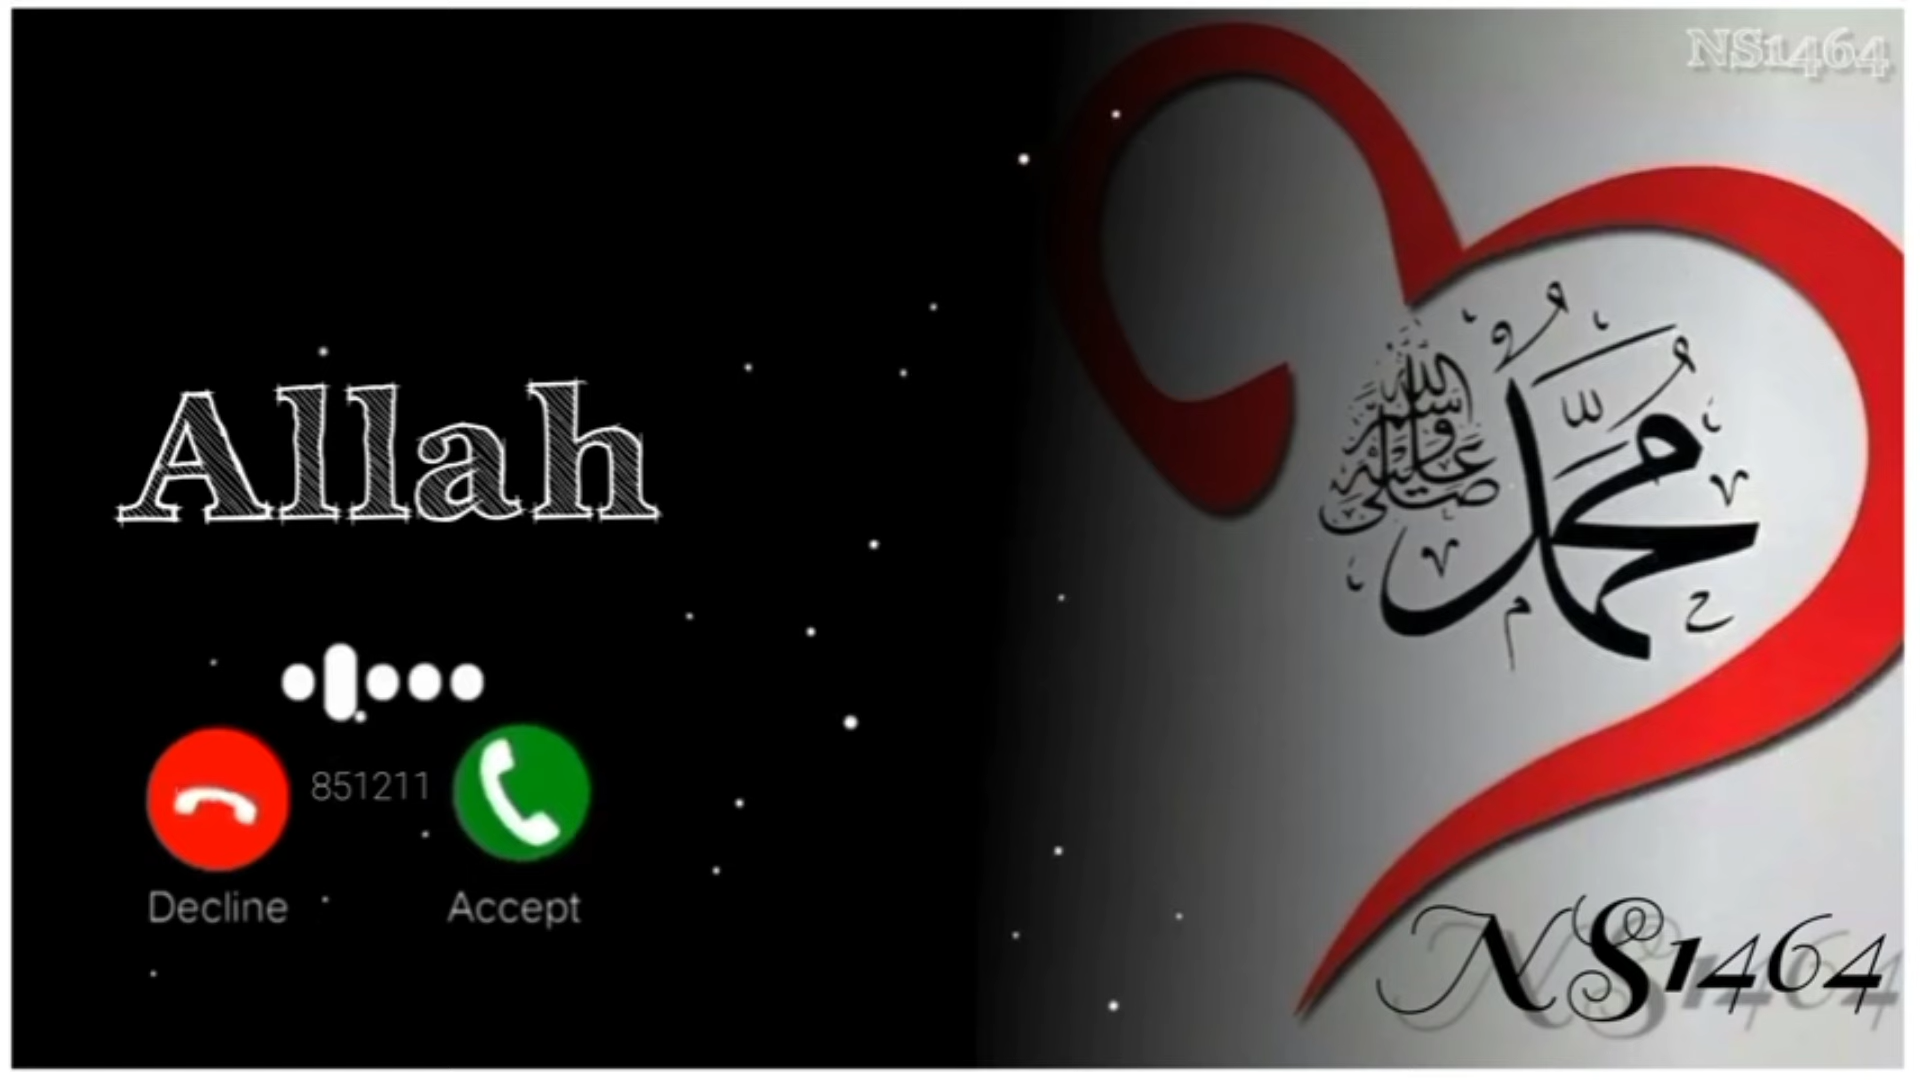 NS1464
Allah
محمد
صلى الله عليه وسلم
851211
Decline
Accept
NS1464